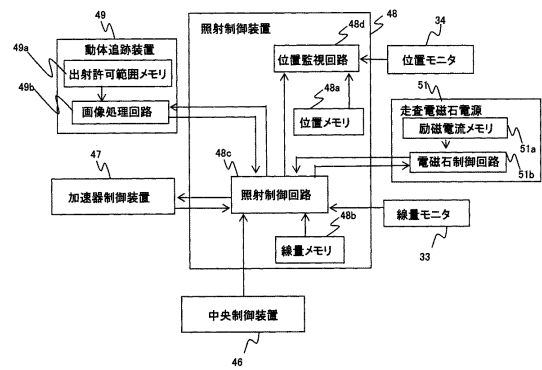 49
動体追跡装置
49a
出射許可範囲メモリ
49b
画像処理回路
照射制御装置
48d
48
位置監視回路
48a
位置メモリ
34
位置モニタ
51
走査電磁石電源
励磁電流メモリ
51a
電磁石制御回路
51b
47
加速器制御装置
48c
照射制御回路
48b
線量メモリ
線量モニタ
33
中央制御装置
46